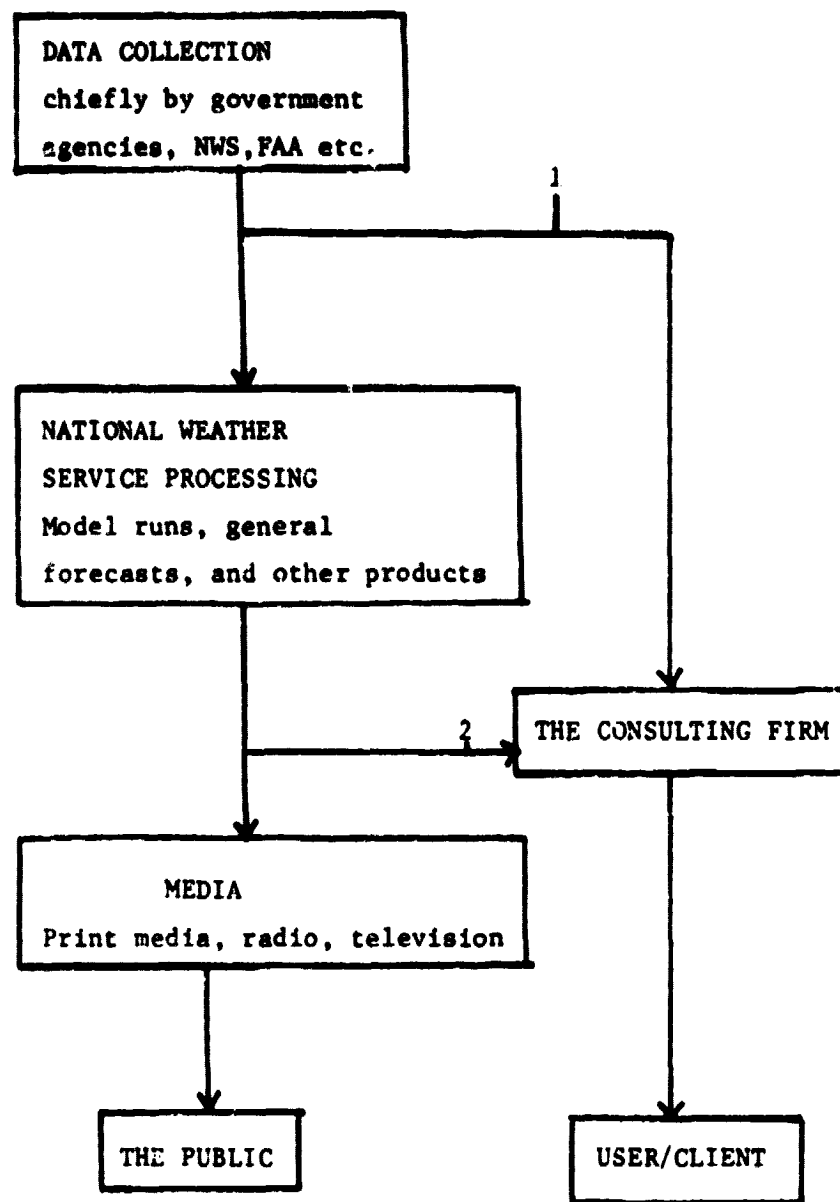 DATA COLLECTION
chiefly by government
agencies, NWS,FAA etc.
1
NATIONAL WEATHER
SERVICE PROCESSING
Model runs, general
forecasts, and other products
2
THE CONSULTING FIRM
MEDIA
Print media, radio, television
THE PUBLIC
USER/CLIENT